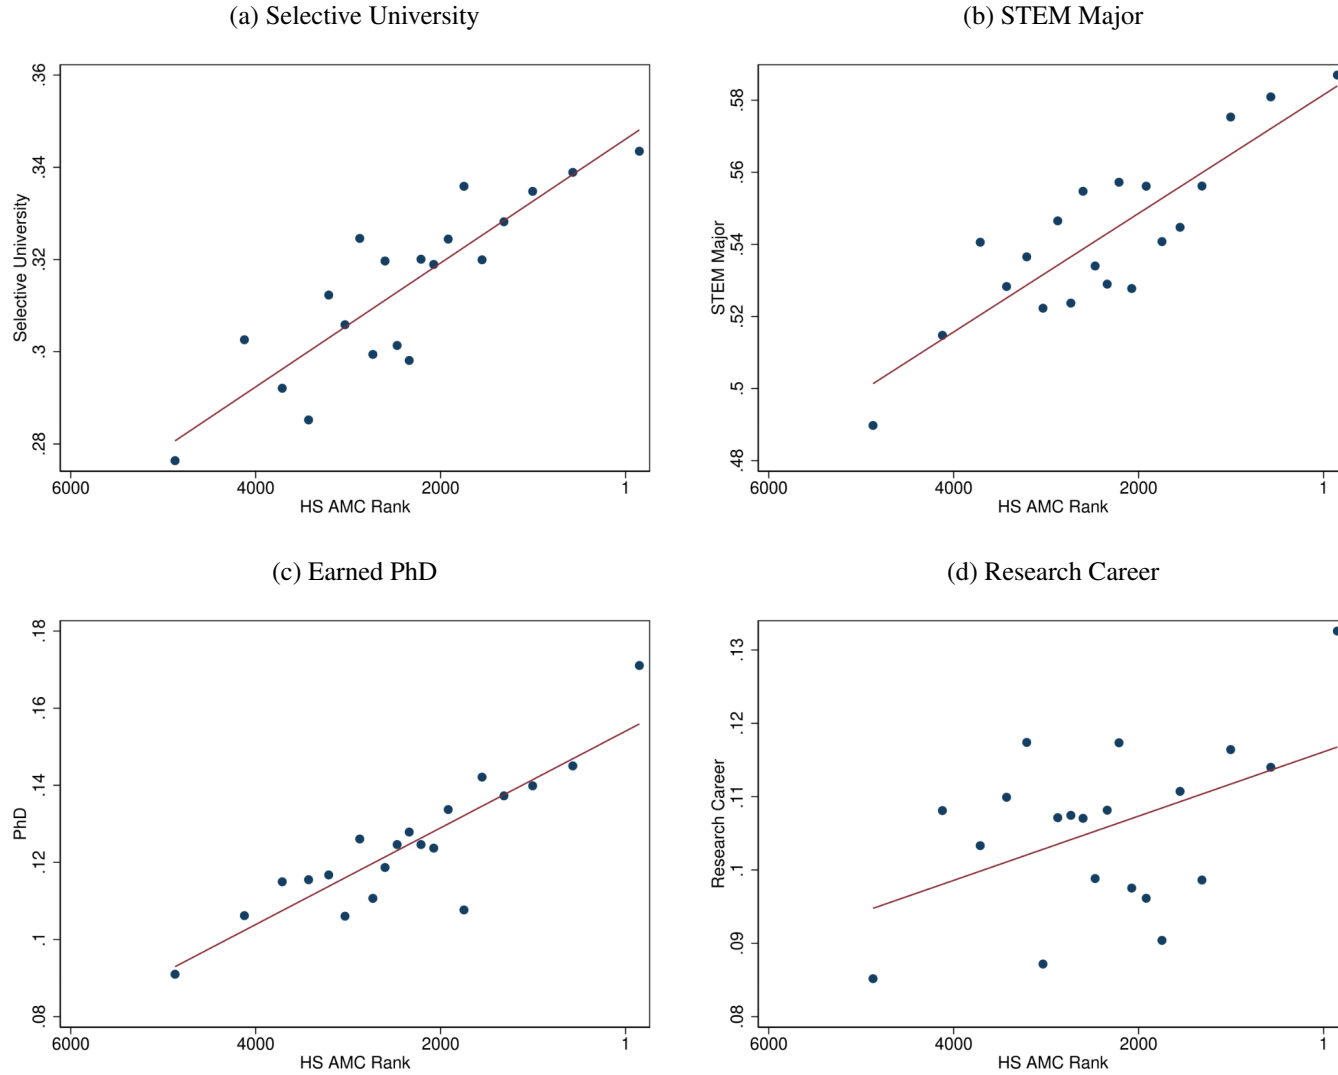 (a) Selective University
(b) STEM Major
.36
.34
.32
.3
.28
Selective University
6000 4000 2000 1
HS AMC Rank
.58
.56
.54
.52
.5
.48
STEM Major
6000 4000 2000 1
HS AMC Rank
(c) Earned PhD
(d) Research Career
.18
.16
.14
.12
.1
.08
PhD
6000 4000 2000 1
HS AMC Rank
.13
.12
.11
.1
.09
.08
Research Career
6000 4000 2000 1
HS AMC Rank